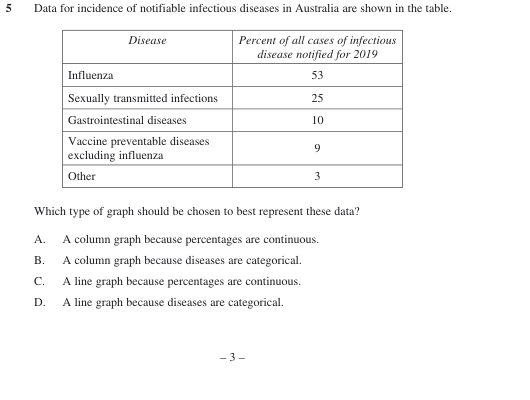 5 Data for incidence of notifiable infectious diseases in Australia are shown in the table.
Disease Percent of all cases of infectious
disease notified for 2019
Influenza 53
Sexually transmitted infections 25
Gastrointestinal diseases 10
Vaccine preventable diseases
excluding influenza 9
Other 3
Which type of graph should be chosen to best represent these data?
A. A column graph because percentages are continuous.
B. A column graph because diseases are categorical.
C. A line graph because percentages are continuous.
D. A line graph because diseases are categorical.
– 3 –